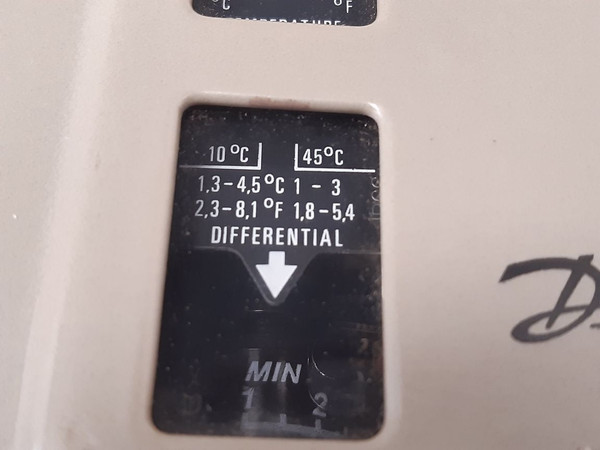 °C °F
10°C 45°C
1,3–4,5°C 1 – 3
2,3–8,1°F 1,8–5,4
DIFFERENTIAL
MIN
1 2